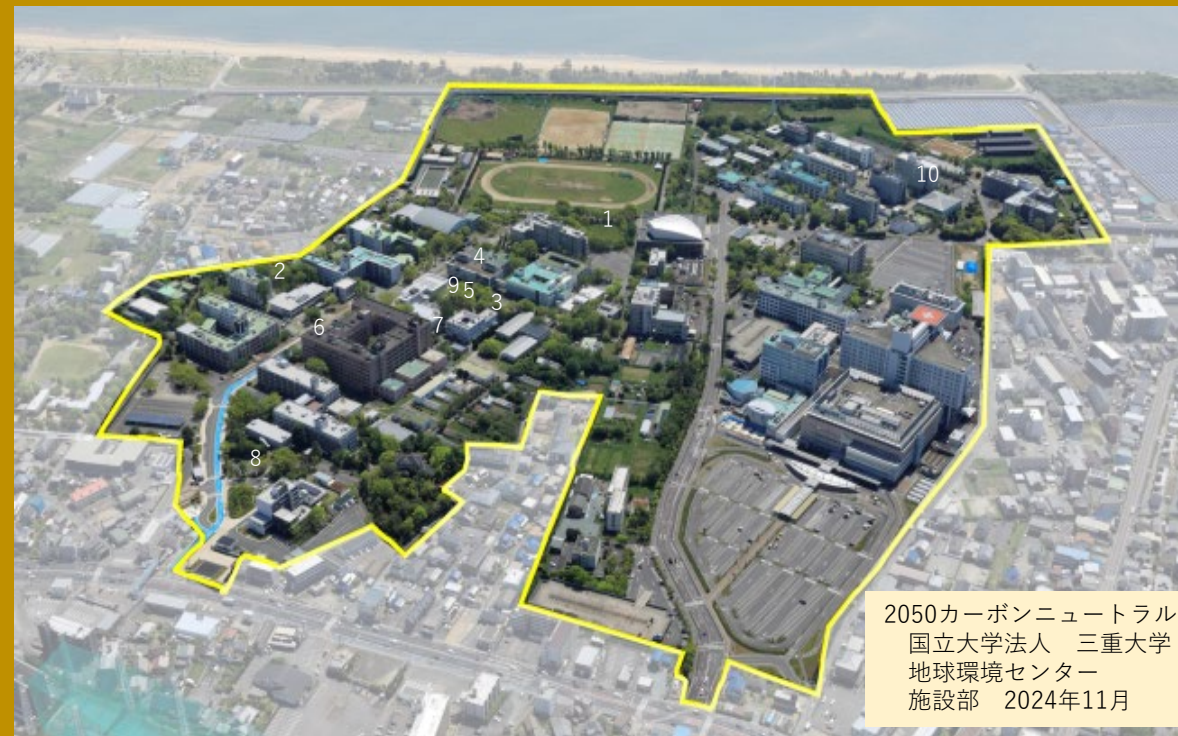 10
1
2
4
9
5
3
6
7
8
2050カーボンニュートラル
国立大学法人　三重大学
地球環境センター
施設部　2024年11月